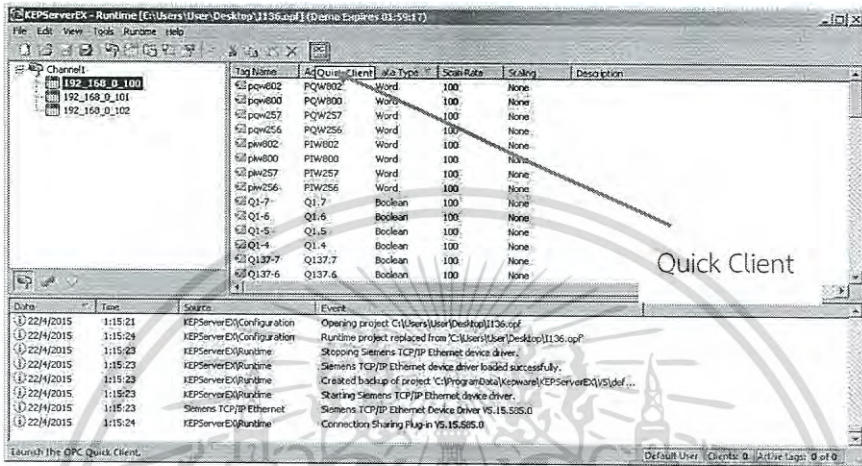 KEPServerEX - Runtime [C:\Users\User\Desktop\I136.opf] (Demo Expires 01:59:17)
File Edit View Tools Runtime Help
Channel1
192_168_0_100
192_168_0_101
192_168_0_102
Tag Name Ad Quick Client ata Type Scan Rate Scaling Description
pqw802 PQW802 Word 100 None
pqw800 PQW800 Word 100 None
pqw257 PQW257 Word 100 None
pqw256 PQW256 Word 100 None
piw802 PIW802 Word 100 None
piw800 PIW800 Word 100 None
piw257 PIW257 Word 100 None
piw256 PIW256 Word 100 None
Q1-7 Q1.7 Boolean 100 None
Q1-6 Q1.6 Boolean 100 None
Q1-5 Q1.5 Boolean 100 None
Q1-4 Q1.4 Boolean 100 None
Q137-7 Q137.7 Boolean 100 None
Q137-6 Q137.6 Boolean 100 None
Quick Client
Date Time Source Event
22/4/2015 1:15:21 KEPServerEX\Configuration Opening project C:\Users\User\Desktop\I136.opf
22/4/2015 1:15:24 KEPServerEX\Configuration Runtime project replaced from 'C:\Users\User\Desktop\I136.opf'
22/4/2015 1:15:23 KEPServerEX\Runtime Stopping Siemens TCP/IP Ethernet device driver.
22/4/2015 1:15:23 KEPServerEX\Runtime Siemens TCP/IP Ethernet device driver loaded successfully.
22/4/2015 1:15:23 KEPServerEX\Runtime Created backup of project 'C:\ProgramData\Kepware\KEPServerEX\V5\def...
22/4/2015 1:15:23 KEPServerEX\Runtime Starting Siemens TCP/IP Ethernet device driver.
22/4/2015 1:15:23 Siemens TCP/IP Ethernet Siemens TCP/IP Ethernet Device Driver V5.15.585.0
22/4/2015 1:15:24 KEPServerEX\Runtime Connection Sharing Plug-in V5.15.585.0
Launch the OPC Quick Client. Default User Clients: 0 Active tags: 0 of 0